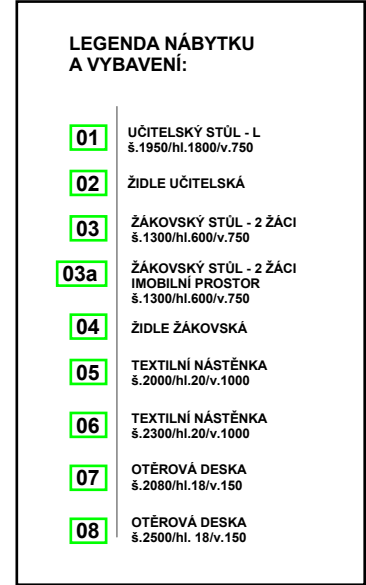 LEGENDA NÁBYTKU
A VYBAVENÍ:
01 UČITELSKÝ STŮL - L
š.1950/hl.1800/v.750
02 ŽIDLE UČITELSKÁ
03 ŽÁKOVSKÝ STŮL - 2 ŽÁCI
š.1300/hl.600/v.750
03a ŽÁKOVSKÝ STŮL - 2 ŽÁCI
IMOBILNÍ PROSTOR
š.1300/hl.600/v.750
04 ŽIDLE ŽÁKOVSKÁ
05 TEXTILNÍ NÁSTĚNKA
š.2000/hl.20/v.1000
06 TEXTILNÍ NÁSTĚNKA
š.2300/hl.20/v.1000
07 OTĚROVÁ DESKA
š.2080/hl.18/v.150
08 OTĚROVÁ DESKA
š.2500/hl. 18/v.150